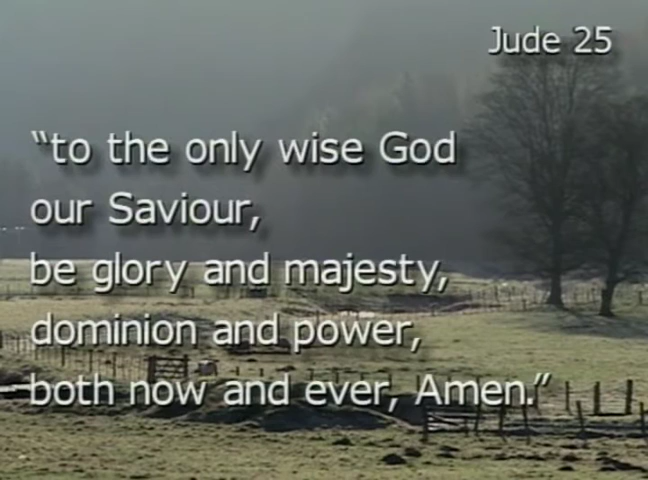 Jude 25
“to the only wise God
our Saviour,
be glory and majesty,
dominion and power,
both now and ever, Amen.”